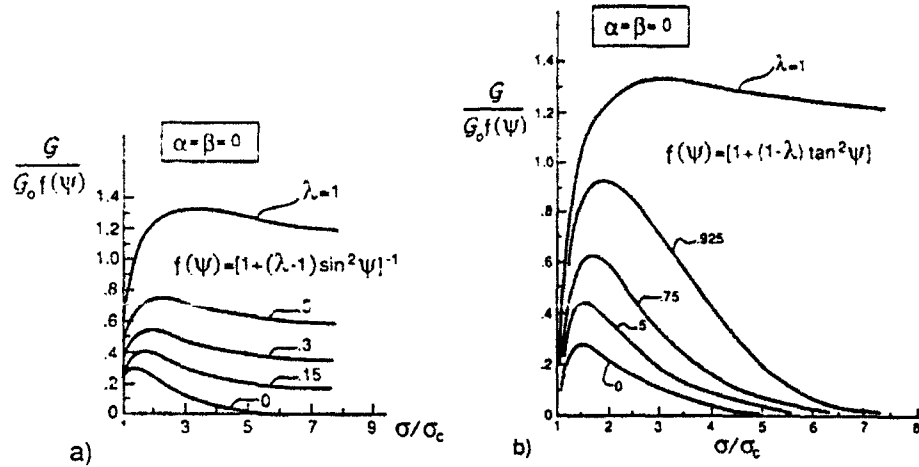 α=β=0
G
G₀f(ψ)
1.4
1.2
1.0
.8
.6
.4
.2
0
λ=1
f(ψ)=[1+(λ-1)sin²ψ]⁻¹
.5
.3
.15
0
1
3
5
7
9
σ/σc
a)
α=β=0
G
G₀f(ψ)
1.4
1.2
1.0
.8
.6
.4
.2
0
λ=1
f(ψ)=[1+(1-λ)tan²ψ]
.925
.75
.5
0
1
2
3
4
5
6
7
8
σ/σc
b)